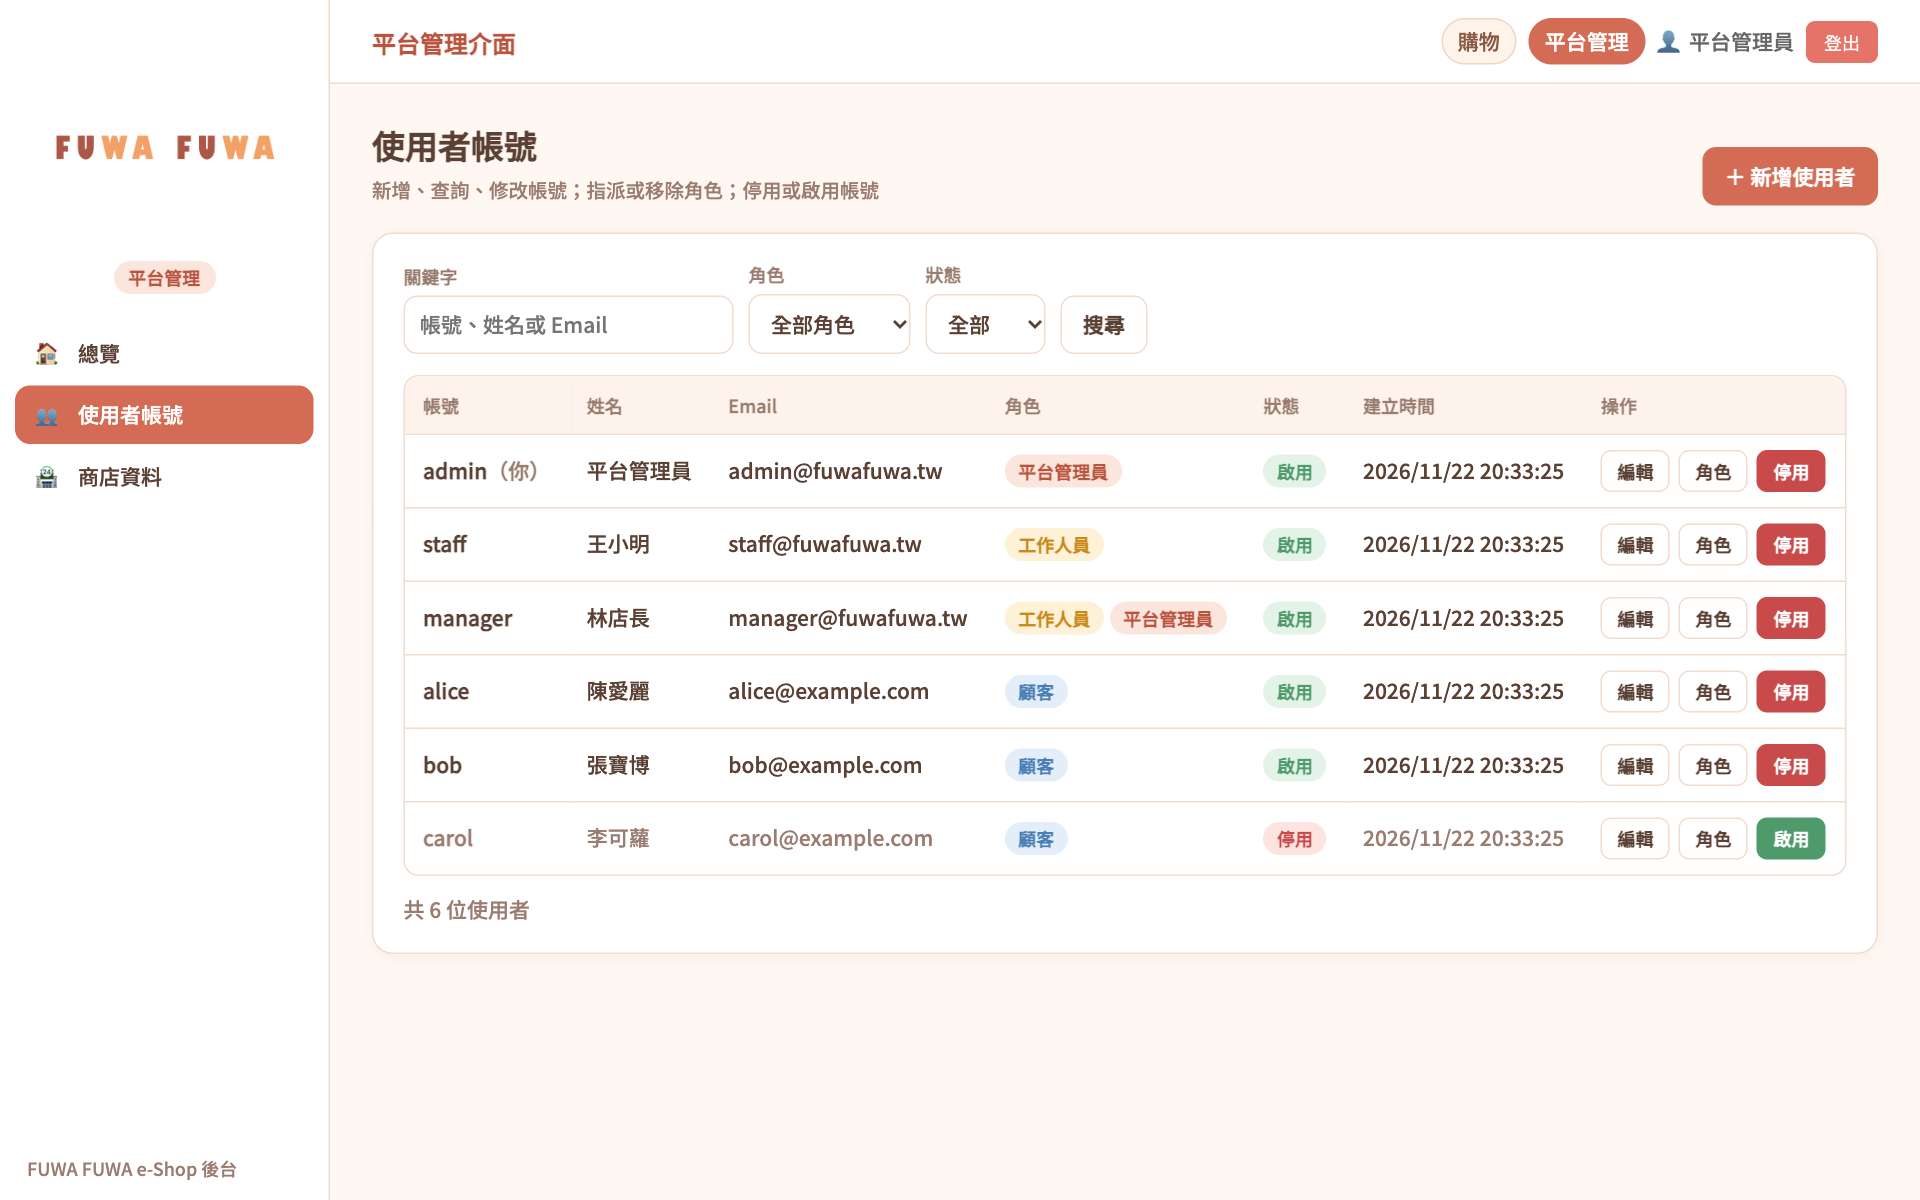 平台管理介面
購物
平台管理
平台管理員
登出
FUWA FUWA
平台管理
總覽
使用者帳號
商店資料
使用者帳號
新增、查詢、修改帳號；指派或移除角色；停用或啟用帳號
＋新增使用者
關鍵字
角色
狀態
帳號、姓名或 Email
全部角色
全部
搜尋
帳號 姓名 Email 角色 狀態 建立時間 操作
admin（你） 平台管理員 admin@fuwafuwa.tw 平台管理員 啟用 2026/11/22 20:33:25 編輯 角色 停用
staff 王小明 staff@fuwafuwa.tw 工作人員 啟用 2026/11/22 20:33:25 編輯 角色 停用
manager 林店長 manager@fuwafuwa.tw 工作人員 平台管理員 啟用 2026/11/22 20:33:25 編輯 角色 停用
alice 陳愛麗 alice@example.com 顧客 啟用 2026/11/22 20:33:25 編輯 角色 停用
bob 張寶博 bob@example.com 顧客 啟用 2026/11/22 20:33:25 編輯 角色 停用
carol 李可蘿 carol@example.com 顧客 停用 2026/11/22 20:33:25 編輯 角色 啟用
共 6 位使用者
FUWA FUWA e-Shop 後台